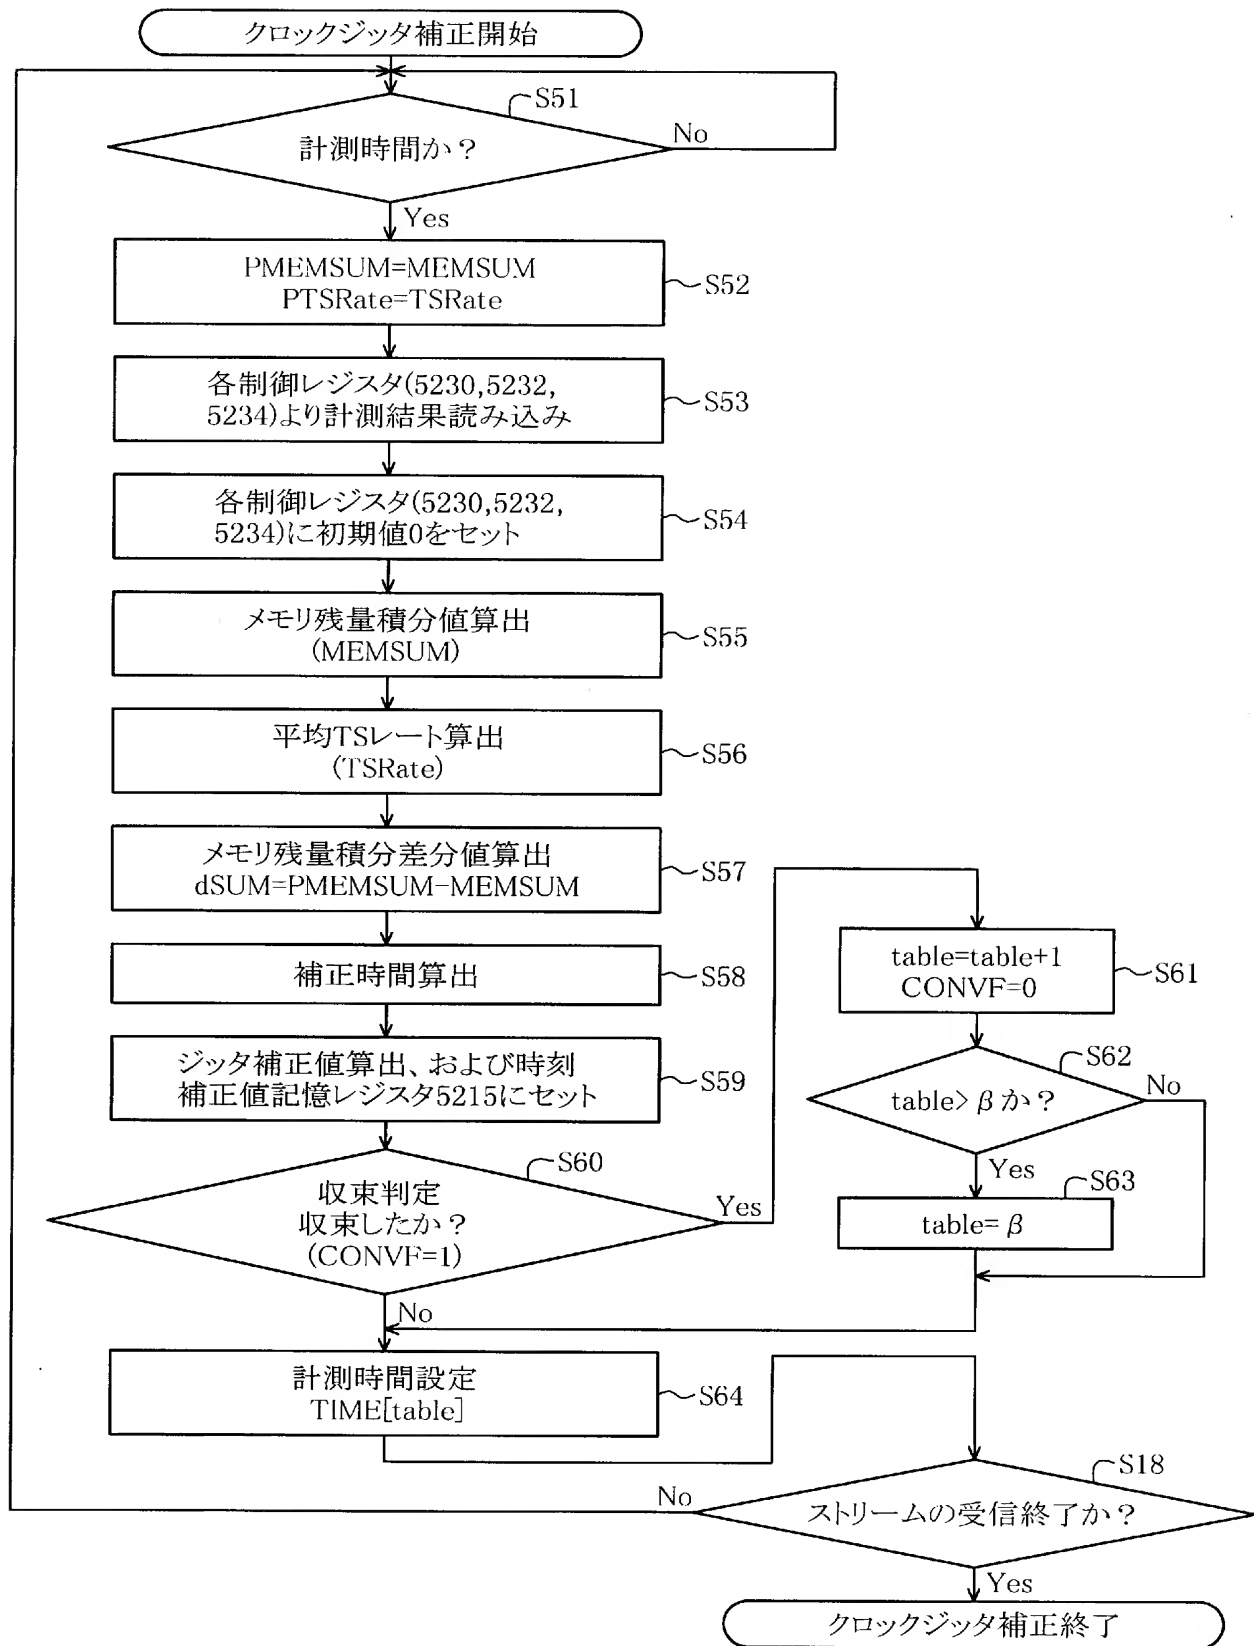 クロックジッタ補正開始
S51
計測時間か？
No
Yes
PMEMSUM=MEMSUM
PTSRate=TSRate
S52
各制御レジスタ(5230,5232,
5234)より計測結果読み込み
S53
各制御レジスタ(5230,5232,
5234)に初期値0をセット
S54
メモリ残量積分値算出
(MEMSUM)
S55
平均TSレート算出
(TSRate)
S56
メモリ残量積分差分値算出
dSUM=PMEMSUM-MEMSUM
S57
補正時間算出
S58
ジッタ補正値算出、および時刻
補正値記憶レジスタ5215にセット
S59
S60
収束判定
収束したか？
(CONVF=1)
Yes
No
table=table+1
CONVF=0
S61
S62
table>βか？
No
Yes
S63
table=β
計測時間設定
TIME[table]
S64
S18
ストリームの受信終了か？
No
Yes
クロックジッタ補正終了